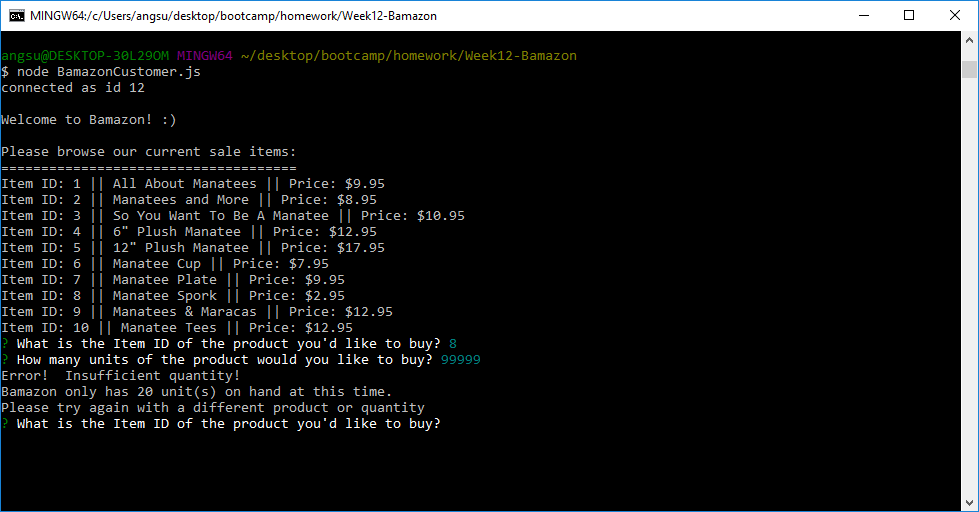 MINGW64:/c/Users/angsu/desktop/bootcamp/homework/Week12-Bamazon
angsu@DESKTOP-30L29OM MINGW64 ~/desktop/bootcamp/homework/Week12-Bamazon
$ node BamazonCustomer.js
connected as id 12
Welcome to Bamazon! :)
Please browse our current sale items:
=====================================
Item ID: 1 || All About Manatees || Price: $9.95
Item ID: 2 || Manatees and More || Price: $8.95
Item ID: 3 || So You Want To Be A Manatee || Price: $10.95
Item ID: 4 || 6" Plush Manatee || Price: $12.95
Item ID: 5 || 12" Plush Manatee || Price: $17.95
Item ID: 6 || Manatee Cup || Price: $7.95
Item ID: 7 || Manatee Plate || Price: $9.95
Item ID: 8 || Manatee Spork || Price: $2.95
Item ID: 9 || Manatees & Maracas || Price: $12.95
Item ID: 10 || Manatee Tees || Price: $12.95
? What is the Item ID of the product you'd like to buy? 8
? How many units of the product would you like to buy? 99999
Error!  Insufficient quantity!
Bamazon only has 20 unit(s) on hand at this time.
Please try again with a different product or quantity
? What is the Item ID of the product you'd like to buy?